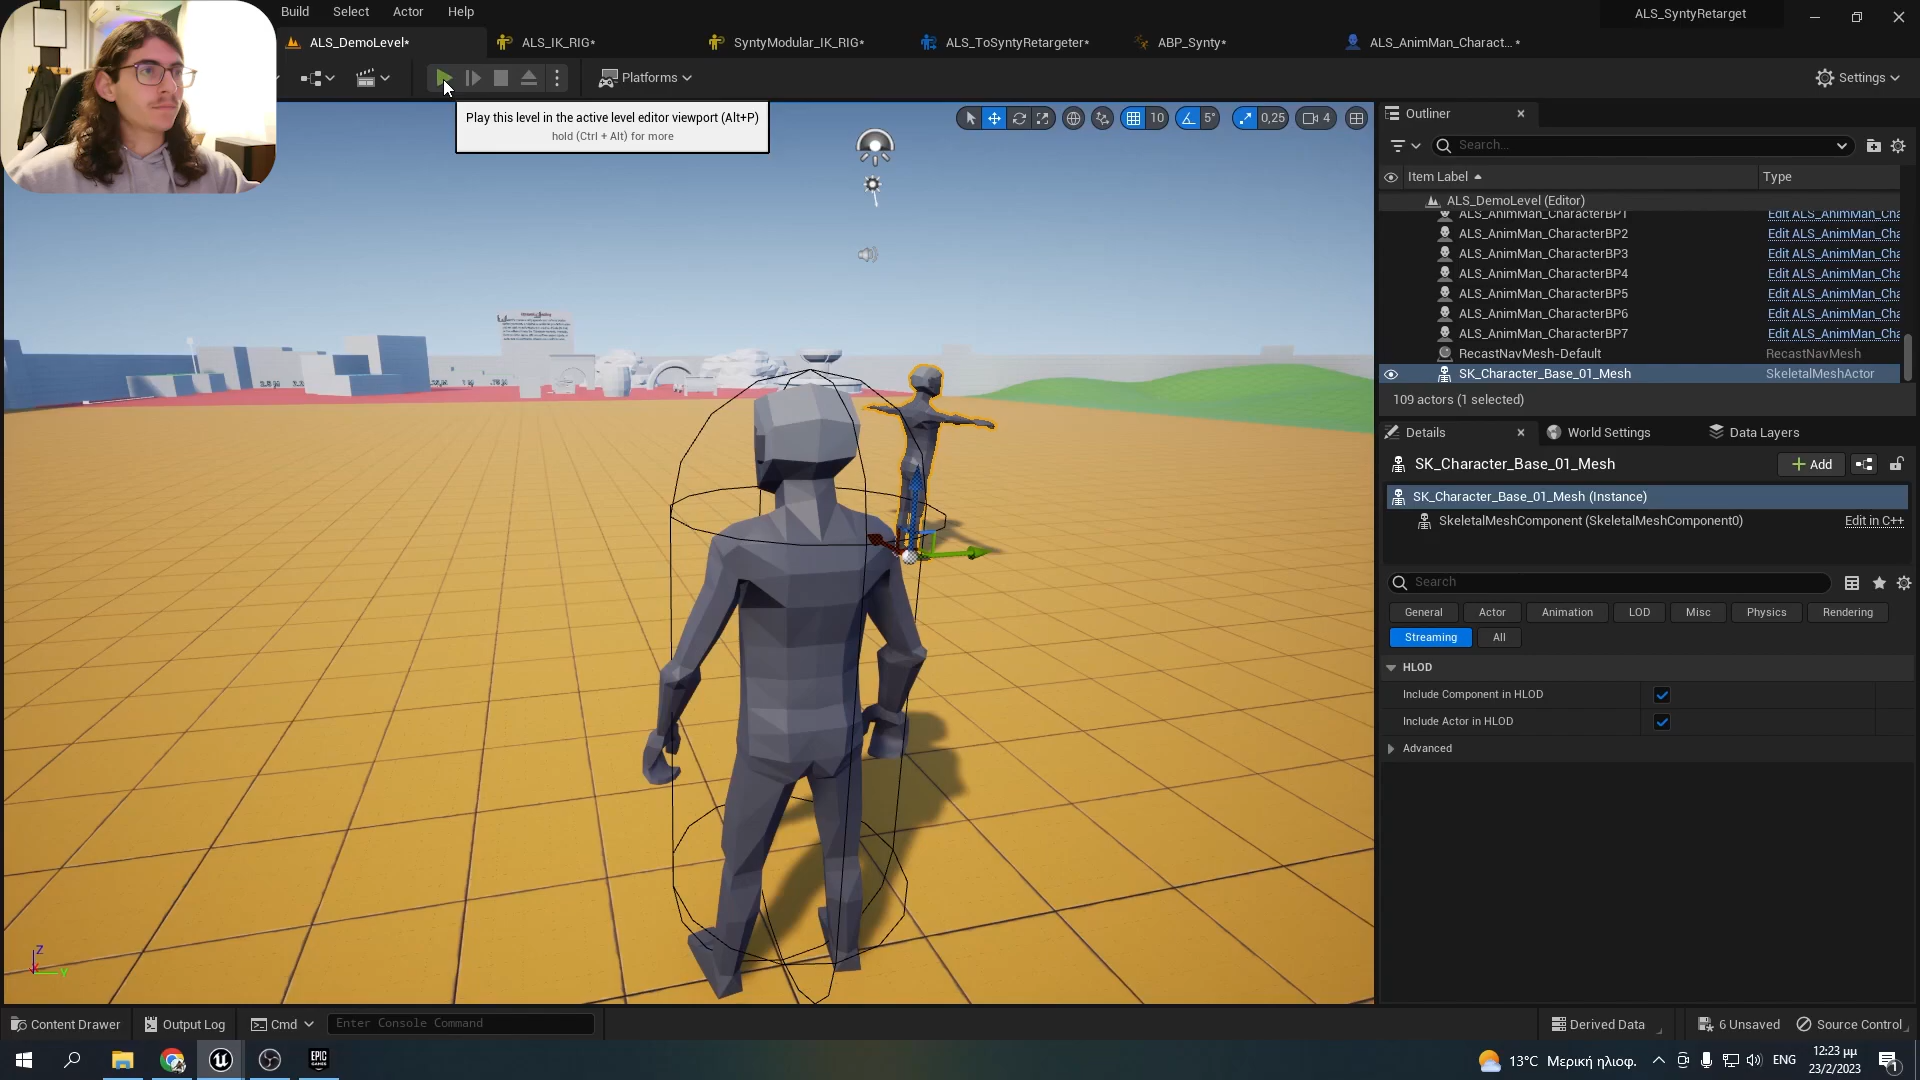 Build
Select
Actor
Help
ALS_SyntyRetarget
ALS_DemoLevel*
ALS_IK_RIG*
SyntyModular_IK_RIG*
ALS_ToSyntyRetargeter*
ABP_Synty*
ALS_AnimMan_Charact... *
Platforms
Settings
Play this level in the active level editor viewport (Alt+P)
hold (Ctrl + Alt) for more
10
5°
0,25
4
Outliner
Search...
Item Label
Type
ALS_DemoLevel (Editor)
ALS_AnimMan_CharacterBP1
Edit ALS_AnimMan_Cha
ALS_AnimMan_CharacterBP2
Edit ALS_AnimMan_Cha
ALS_AnimMan_CharacterBP3
Edit ALS_AnimMan_Cha
ALS_AnimMan_CharacterBP4
Edit ALS_AnimMan_Cha
ALS_AnimMan_CharacterBP5
Edit ALS_AnimMan_Cha
ALS_AnimMan_CharacterBP6
Edit ALS_AnimMan_Cha
ALS_AnimMan_CharacterBP7
Edit ALS_AnimMan_Cha
RecastNavMesh-Default
RecastNavMesh
SK_Character_Base_01_Mesh
SkeletalMeshActor
109 actors (1 selected)
Details
World Settings
Data Layers
SK_Character_Base_01_Mesh
Add
SK_Character_Base_01_Mesh (Instance)
SkeletalMeshComponent (SkeletalMeshComponent0)
Edit in C++
Search
General
Actor
Animation
LOD
Misc
Physics
Rendering
Streaming
All
HLOD
Include Component in HLOD
Include Actor in HLOD
Advanced
Z
X
Y
Content Drawer
Output Log
Cmd
Enter Console Command
Derived Data
6 Unsaved
Source Control
EPIC
GAMES
13°C Μερική ηλιοφ.
ENG
12:23 μμ
23/2/2023
1